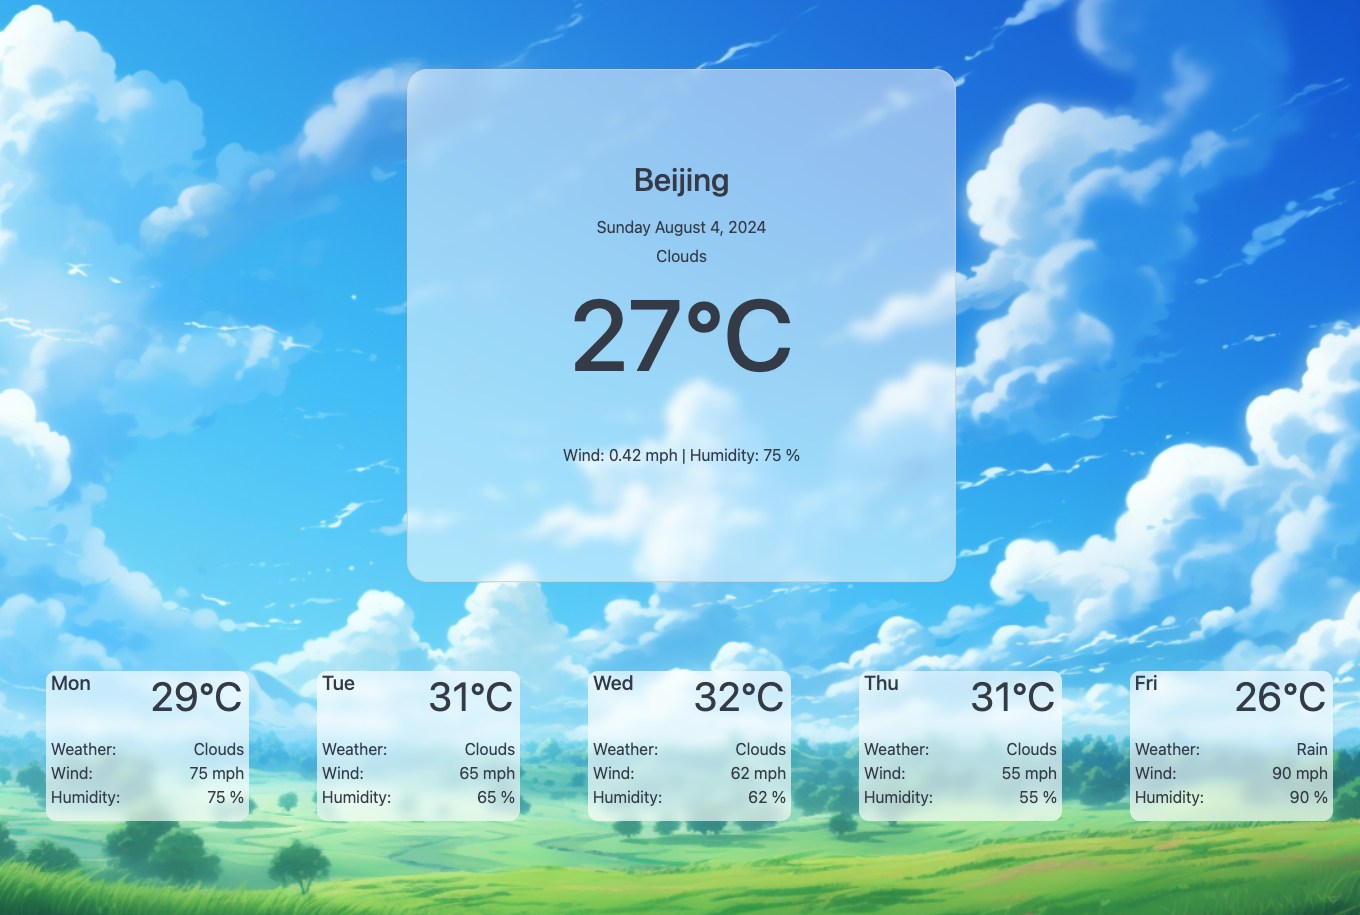 Beijing
Sunday August 4, 2024
Clouds
27°C
Wind: 0.42 mph | Humidity: 75 %
Mon 29°C
Weather: Clouds
Wind: 75 mph
Humidity: 75 %
Tue 31°C
Weather: Clouds
Wind: 65 mph
Humidity: 65 %
Wed 32°C
Weather: Clouds
Wind: 62 mph
Humidity: 62 %
Thu 31°C
Weather: Clouds
Wind: 55 mph
Humidity: 55 %
Fri 26°C
Weather: Rain
Wind: 90 mph
Humidity: 90 %